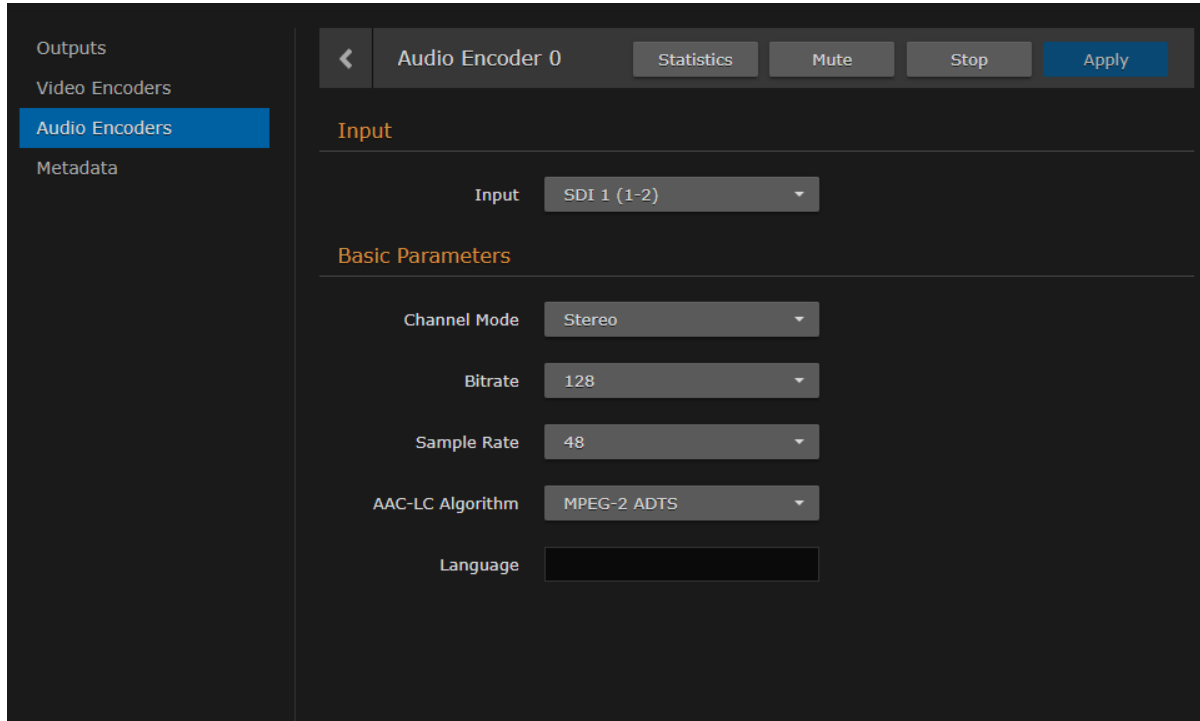 Outputs
Video Encoders
Audio Encoders
Metadata
Audio Encoder 0 Statistics Mute Stop Apply
Input
Input SDI 1 (1-2)
Basic Parameters
Channel Mode Stereo
Bitrate 128
Sample Rate 48
AAC-LC Algorithm MPEG-2 ADTS
Language